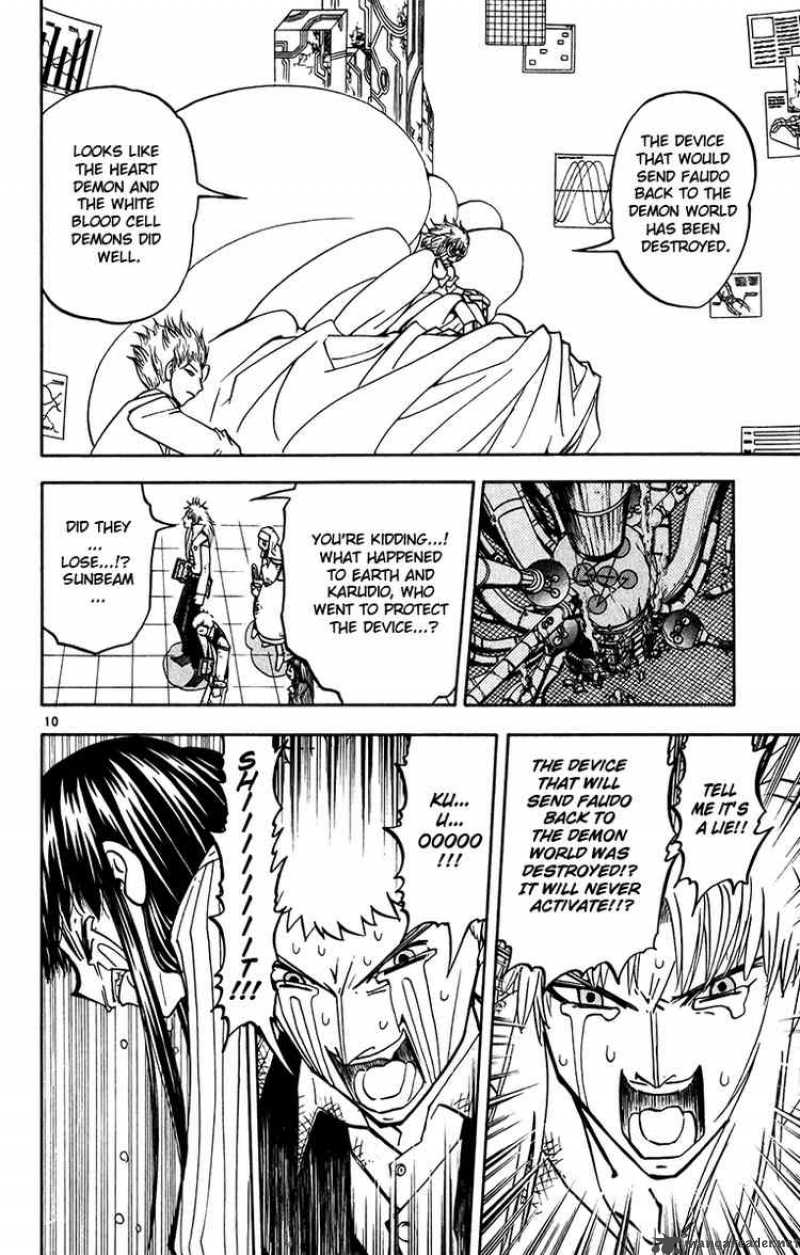 THE DEVICE
THAT WOULD
SEND FAUDO
BACK TO THE
DEMON WORLD
HAS BEEN
DESTROYED.
LOOKS LIKE
THE HEART
DEMON AND
THE WHITE
BLOOD CELL
DEMONS DID
WELL.
YOU'RE KIDDING...!
WHAT HAPPENED
TO EARTH AND
KARUDIO, WHO
WENT TO PROTECT
THE DEVICE...?
DID THEY
...
LOSE...!?
SUNBEAM
...
10
TELL
ME IT'S
A LIE!!
THE DEVICE
THAT WILL
SEND FAUDO
BACK TO
THE DEMON
WORLD WAS
DESTROYED!?
IT WILL NEVER
ACTIVATE!!?
KU...
U...
OOOOO
!!!
SHIIIIIIT!!!
mangareader.net